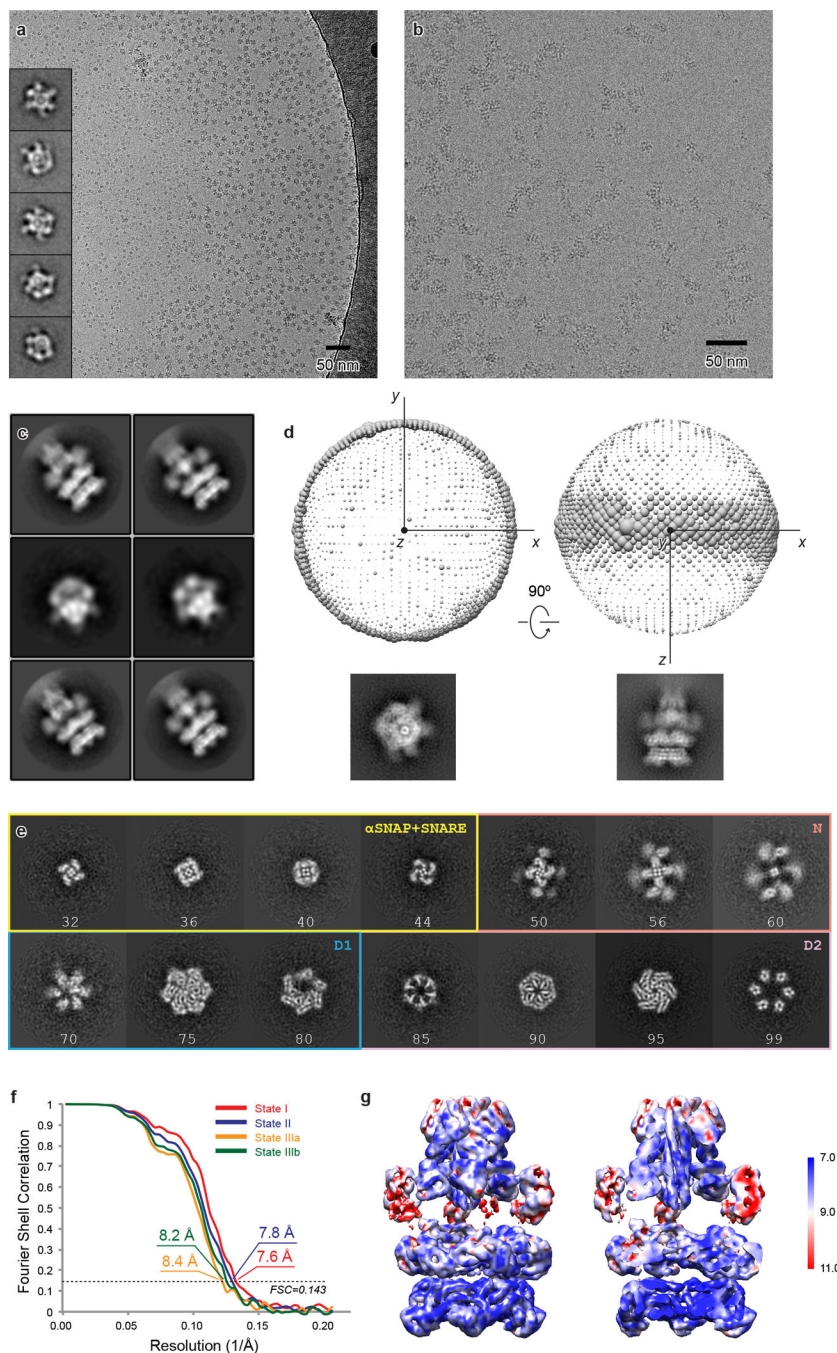 a
50 nm
b
50 nm
c
d
y
z
x
90º
y
x
z
e
αSNAP+SNARE
N
32
36
40
44
50
56
60
D1
D2
70
75
80
85
90
95
99
f
1
0.9
0.8
0.7
0.6
0.5
0.4
0.3
0.2
0.1
0
Fourier Shell Correlation
State I
State II
State IIIa
State IIIb
8.2 Å
7.8 Å
8.4 Å
7.6 Å
FSC=0.143
0.00
0.05
0.10
0.15
0.20
Resolution (1/Å)
g
7.0
9.0
11.0